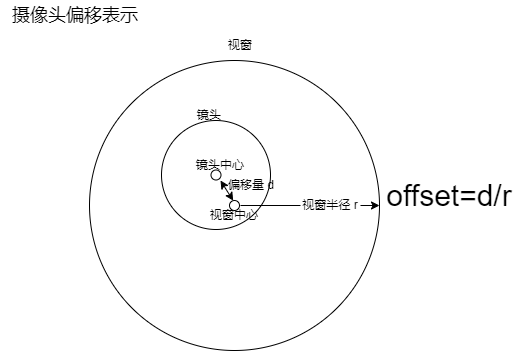 摄像头偏移表示
视窗
镜头
镜头中心
偏移量 d
视窗中心
视窗半径 r
offset=d/r